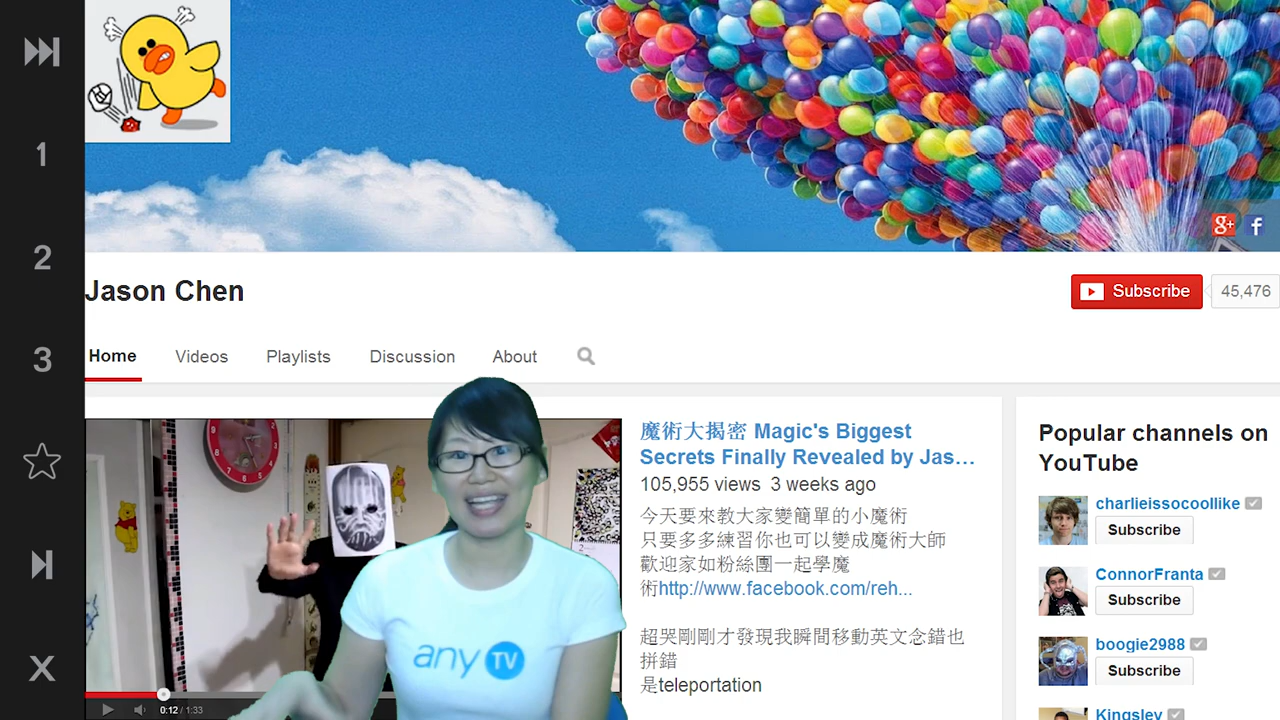 1
2
3
X
g+ f
Jason Chen
Subscribe 45,476
Home Videos Playlists Discussion About
魔術大揭密 Magic's Biggest
Secrets Finally Revealed by Jas...
105,955 views 3 weeks ago
今天要來教大家變簡單的小魔術
只要多多練習你也可以變成魔術大師
歡迎家如粉絲團一起學魔
術http://www.facebook.com/reh...
超哭剛剛才發現我瞬間移動英文念錯也
拼錯
是teleportation
any TV
0:12 / 1:33
Popular channels on
YouTube
charlieissocoollike
Subscribe
ConnorFranta
Subscribe
boogie2988
Subscribe
Kingsley